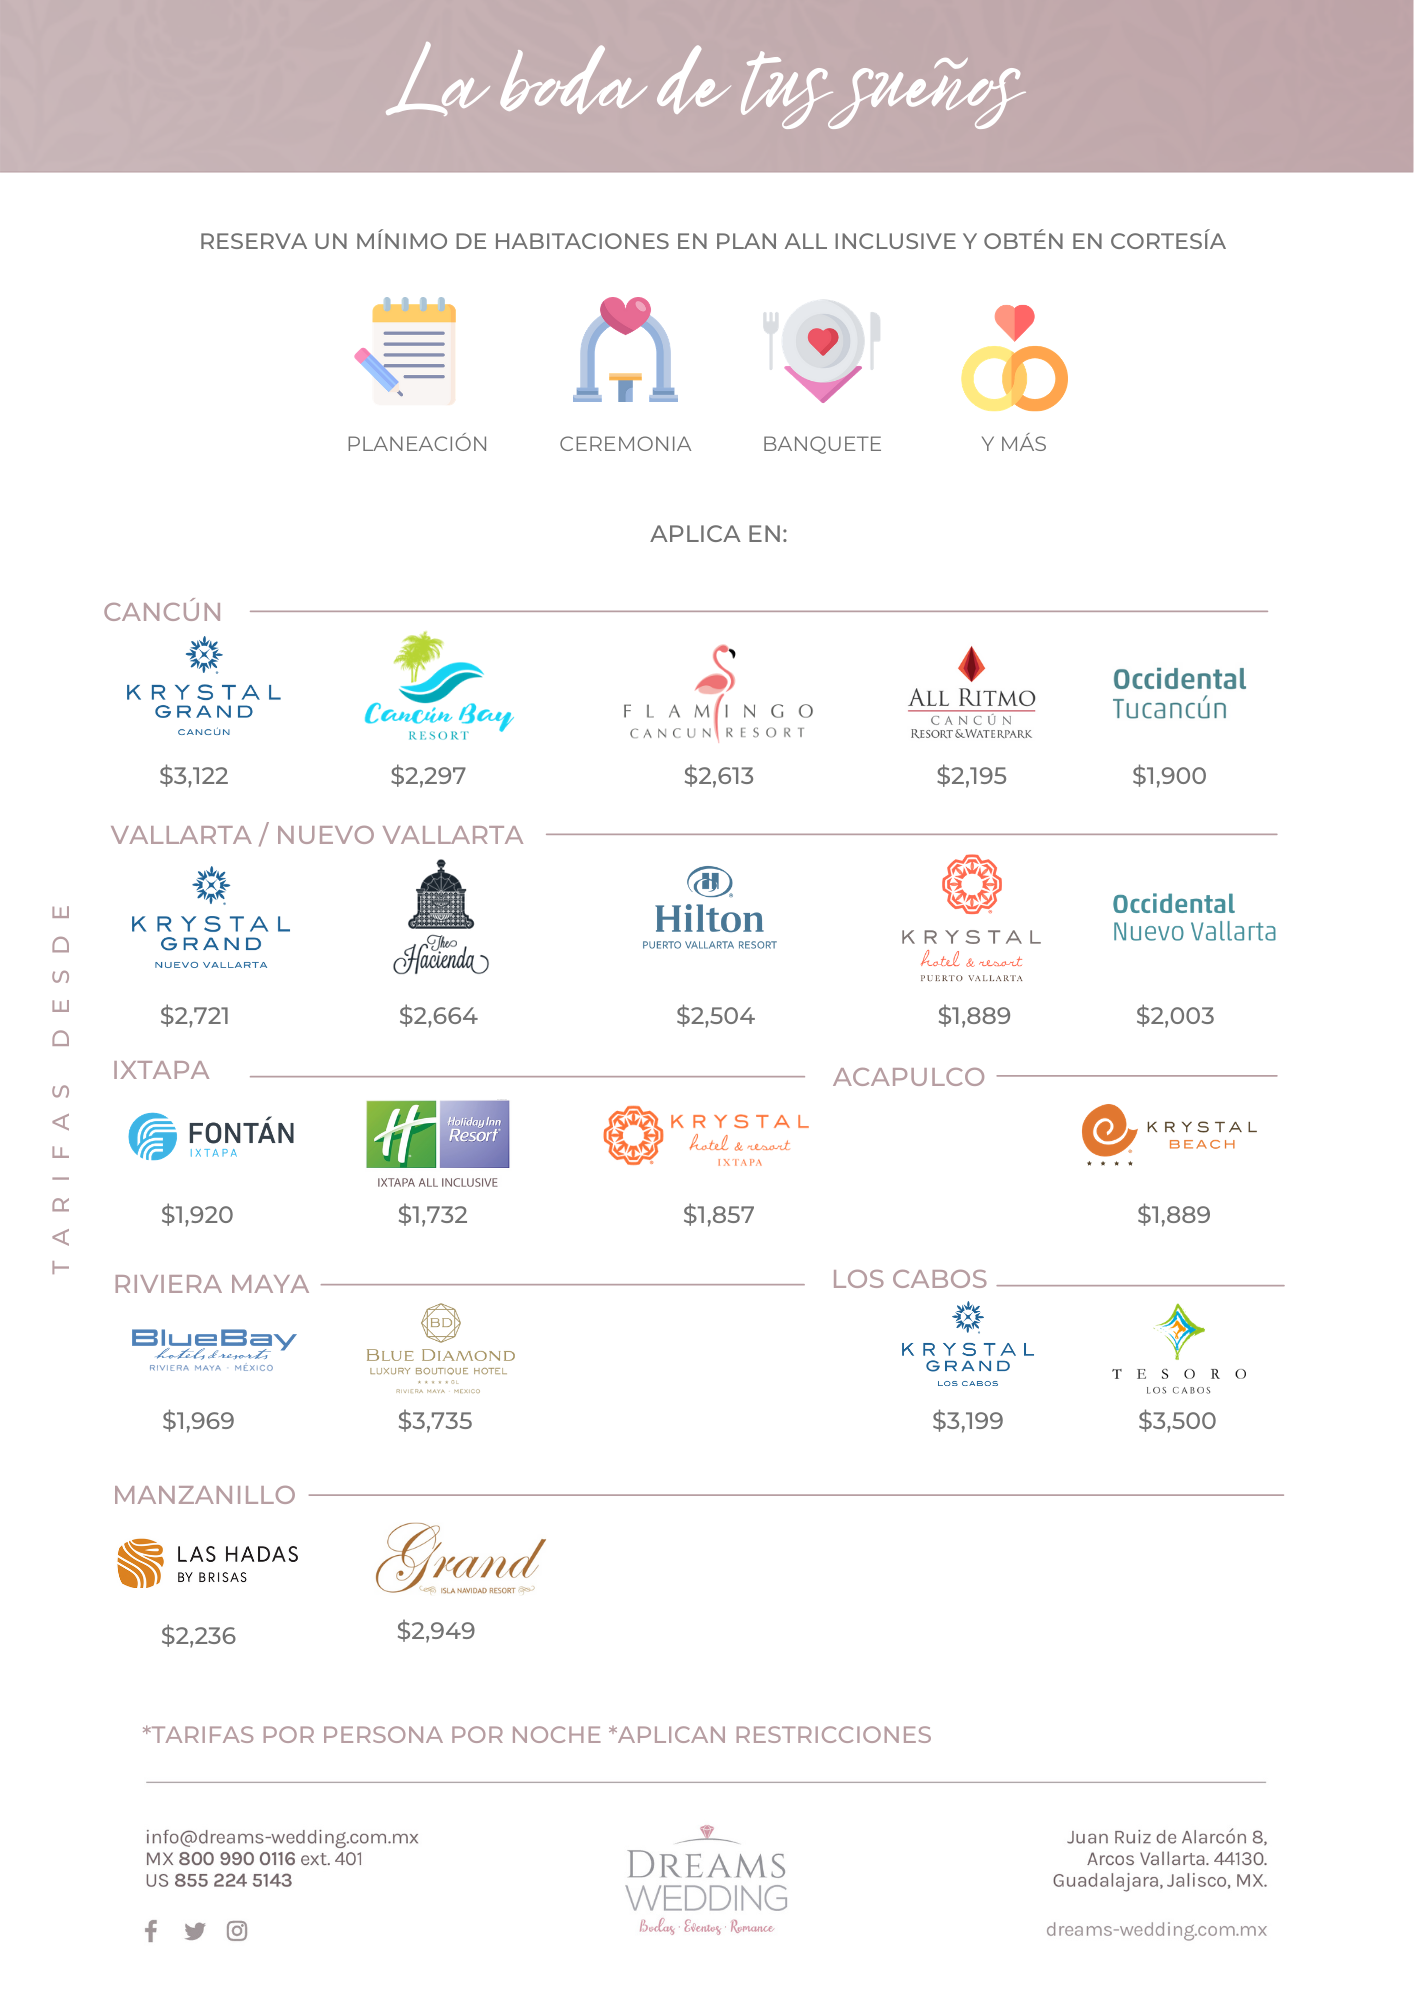 La boda de tus sueños
RESERVA UN MÍNIMO DE HABITACIONES EN PLAN ALL INCLUSIVE Y OBTÉN EN CORTESÍA
PLANEACIÓN
CEREMONIA
BANQUETE
Y MÁS
APLICA EN:
TARIFAS DESDE
CANCÚN
KRYSTAL
GRAND
CANCÚN
$3,122
Cancún Bay
RESORT
$2,297
FLAMINGO
CANCUN RESORT
$2,613
ALL RITMO
CANCÚN
RESORT & WATERPARK
$2,195
Occidental
Tucancún
$1,900
VALLARTA / NUEVO VALLARTA
KRYSTAL
GRAND
NUEVO VALLARTA
$2,721
The
Hacienda
$2,664
H
Hilton
PUERTO VALLARTA RESORT
$2,504
KRYSTAL
hotel & resort
PUERTO VALLARTA
$1,889
Occidental
Nuevo Vallarta
$2,003
IXTAPA
FONTÁN
IXTAPA
$1,920
H
Holiday Inn
Resort
IXTAPA ALL INCLUSIVE
$1,732
KRYSTAL
hotel & resort
IXTAPA
$1,857
ACAPULCO
KRYSTAL
BEACH
$1,889
RIVIERA MAYA
BlueBay
hotels & resorts
RIVIERA MAYA · MÉXICO
$1,969
BD
BLUE DIAMOND
LUXURY BOUTIQUE HOTEL
RIVIERA MAYA · MEXICO
$3,735
LOS CABOS
KRYSTAL
GRAND
LOS CABOS
$3,199
TESORO
LOS CABOS
$3,500
MANZANILLO
LAS HADAS
BY BRISAS
$2,236
Grand
ISLA NAVIDAD RESORT
$2,949
*TARIFAS POR PERSONA POR NOCHE *APLICAN RESTRICCIONES
info@dreams-wedding.com.mx
MX 800 990 0116 ext. 401
US 855 224 5143
DREAMS
WEDDING
Bodas · Eventos · Romance
Juan Ruiz de Alarcón 8,
Arcos Vallarta. 44130.
Guadalajara, Jalisco, MX.
dreams-wedding.com.mx